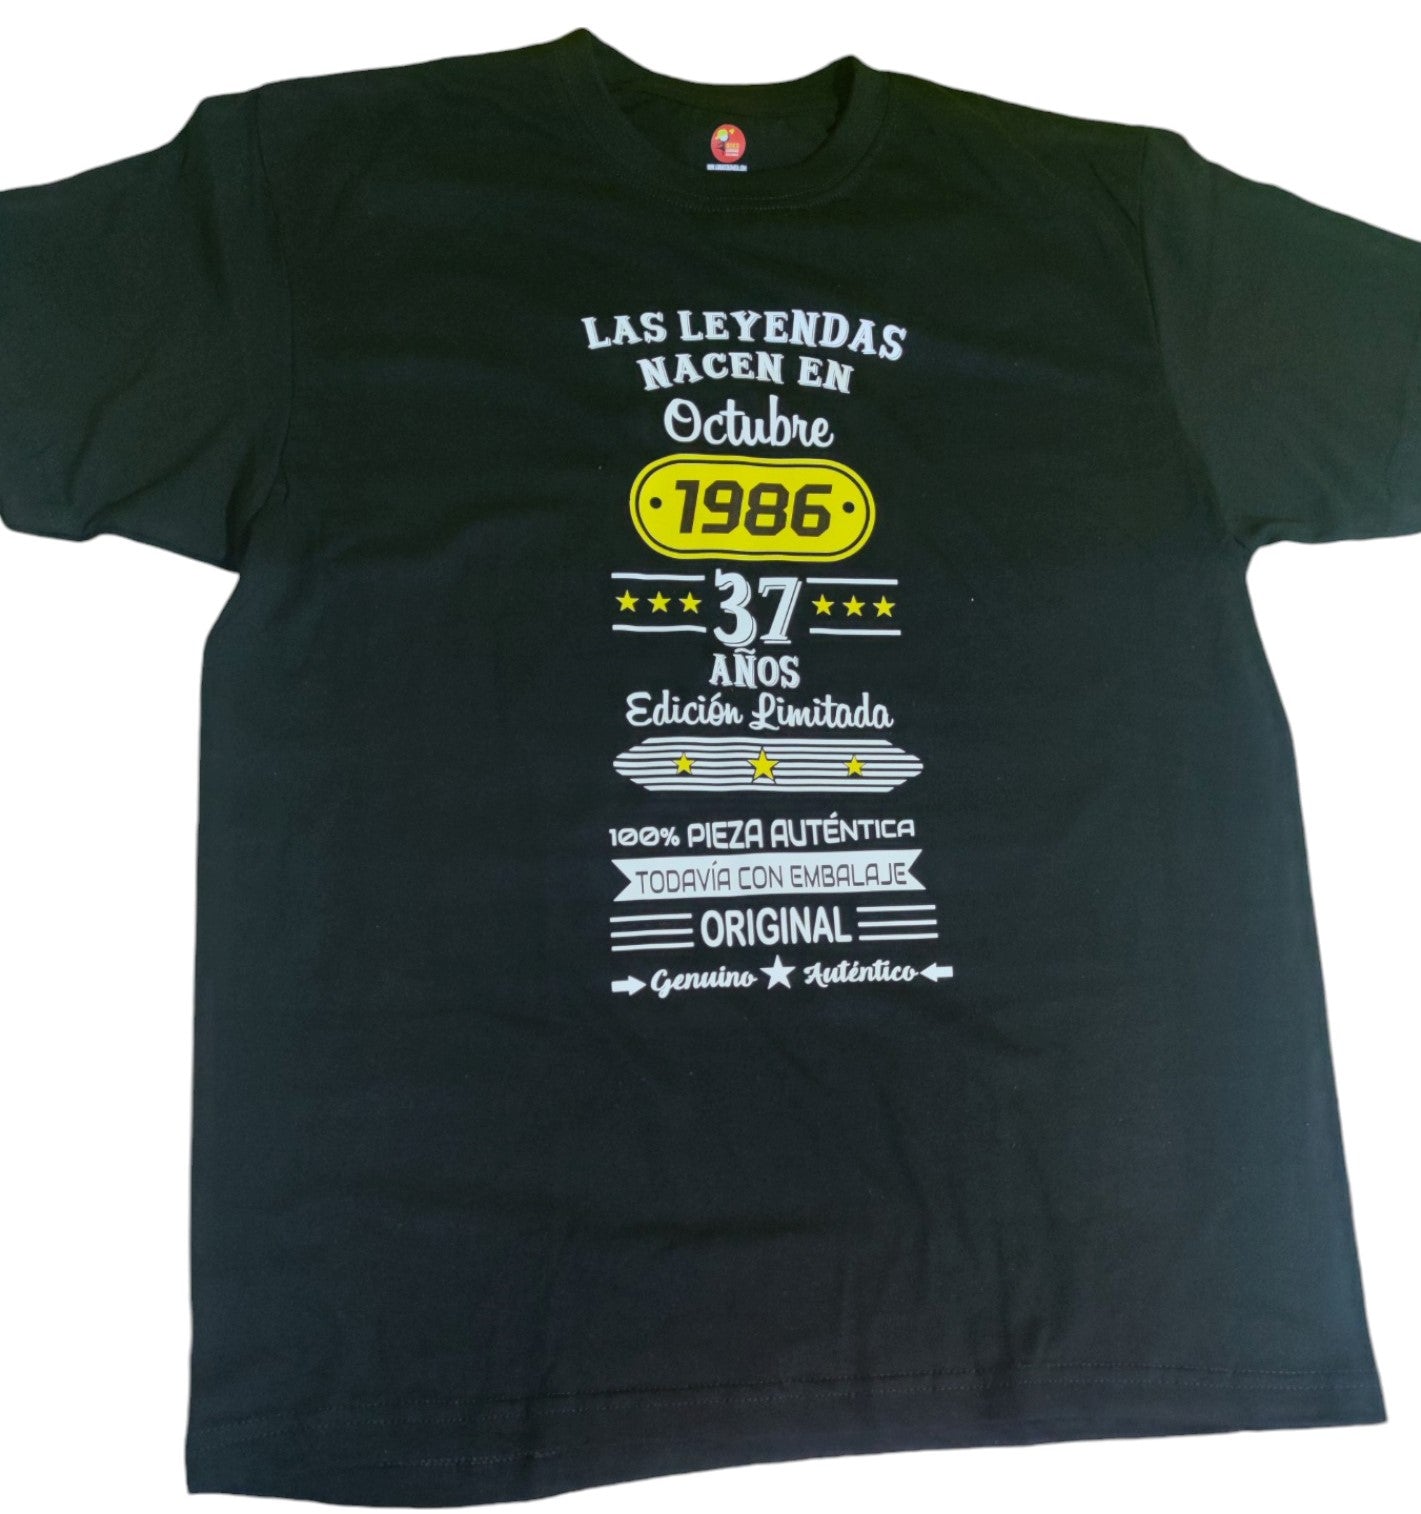 LAS LEYENDAS
NACEN EN
Octubre
1986
37
AÑOS
Edición Limitada
100% PIEZA AUTÉNTICA
TODAVÍA CON EMBALAJE
ORIGINAL
Genuino Auténtico